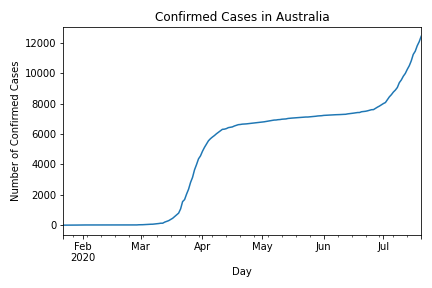 Confirmed Cases in Australia
Number of Confirmed Cases
12000
10000
8000
6000
4000
2000
0
Feb Mar Apr May Jun Jul
2020
Day